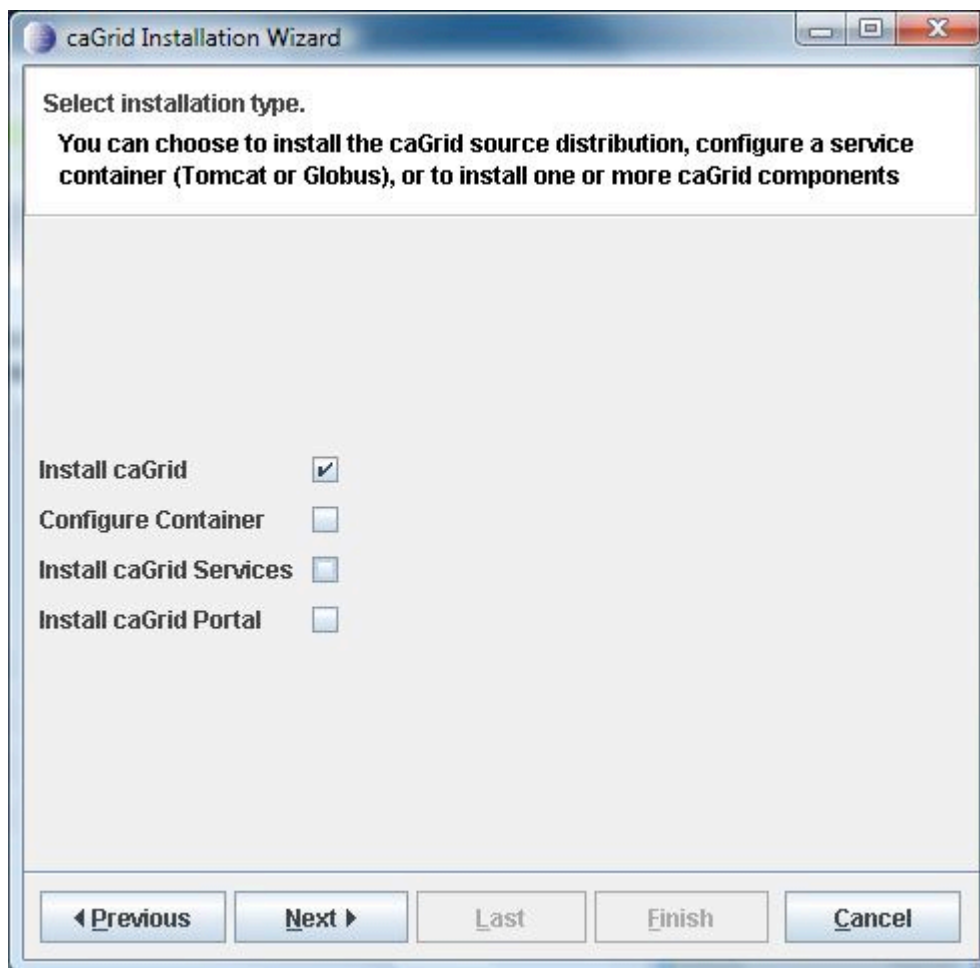 caGrid Installation Wizard
Select installation type.
You can choose to install the caGrid source distribution, configure a service
container (Tomcat or Globus), or to install one or more caGrid components
Install caGrid
Configure Container
Install caGrid Services
Install caGrid Portal
Previous Next Last Finish Cancel